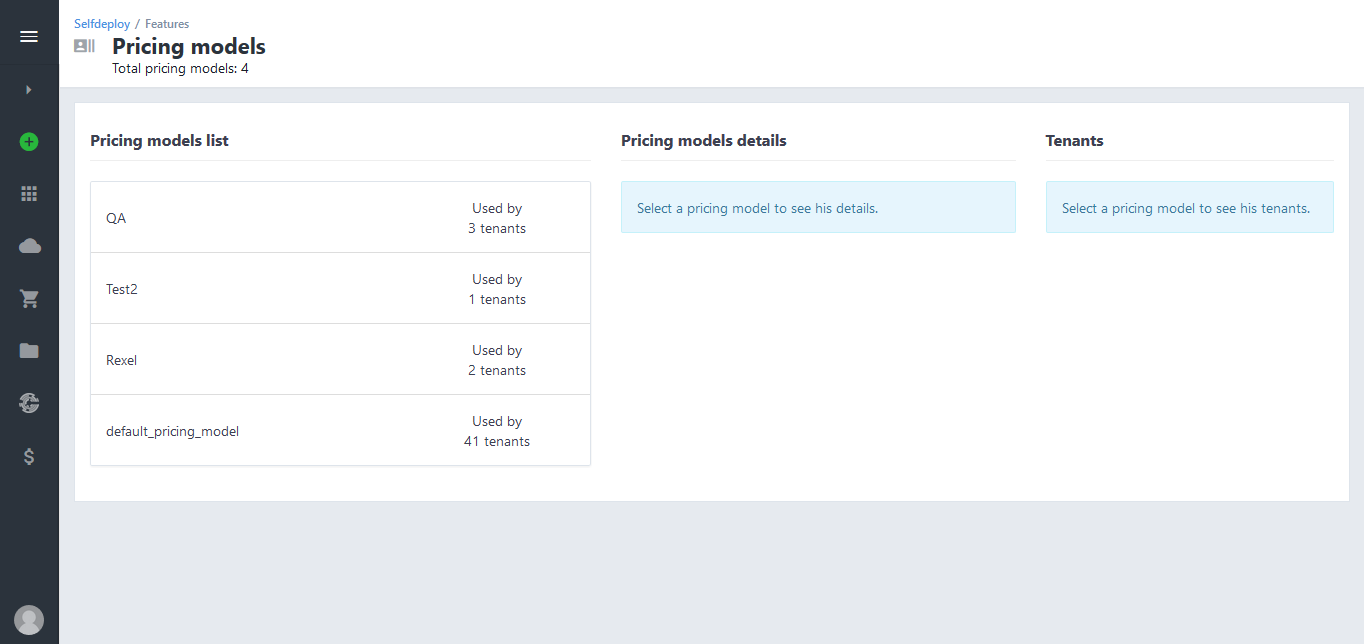 Selfdeploy / Features
Pricing models
Total pricing models: 4
Pricing models list
QA
Used by
3 tenants
Test2
Used by
1 tenants
Rexel
Used by
2 tenants
default_pricing_model
Used by
41 tenants
Pricing models details
Select a pricing model to see his details.
Tenants
Select a pricing model to see his tenants.